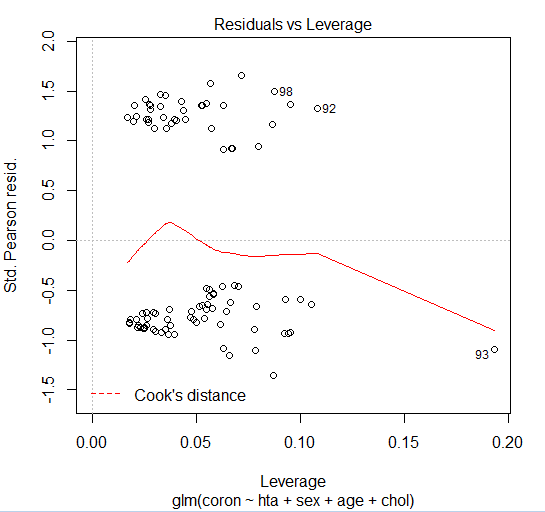 Residuals vs Leverage
2.0
1.5
1.0
0.5
0.0
-0.5
-1.0
-1.5
Std. Pearson resid.
98
92
93
Cook's distance
0.00 0.05 0.10 0.15 0.20
Leverage
glm(coron ~ hta + sex + age + chol)